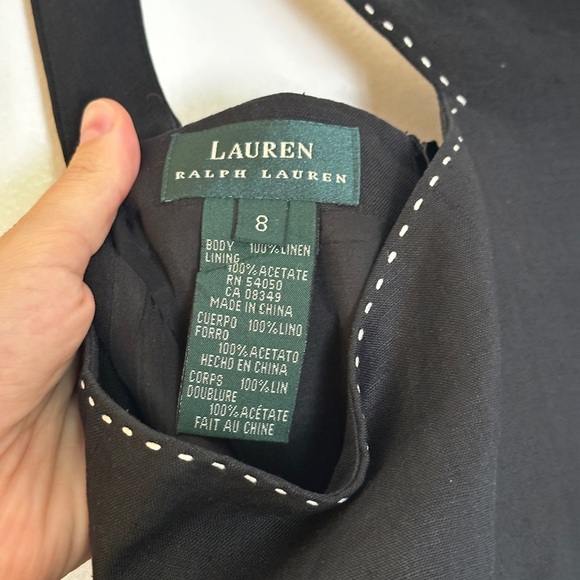 LAUREN
RALPH LAUREN
8
BODY 100% LINEN
LINING
100% ACETATE
RN 54050
CA 08349
MADE IN CHINA
CUERPO 100% LINO
FORRO
100% ACETATO
HECHO EN CHINA
CORPS 100% LIN
DOUBLURE
100% ACÉTATE
FAIT AU CHINE